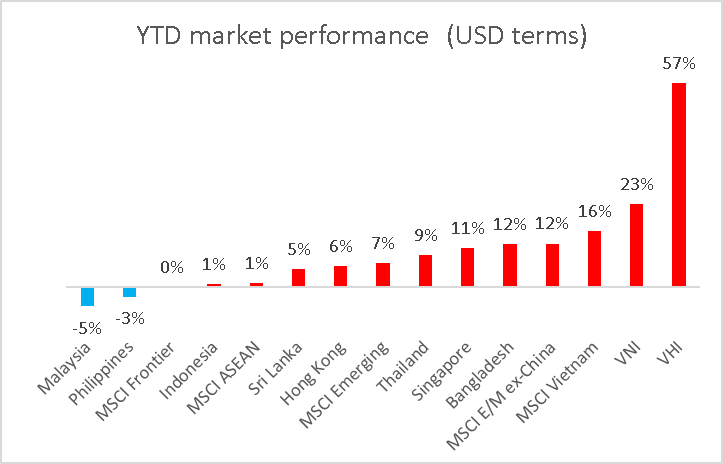 YTD market performance (USD terms)
57%
23%
16%
12%
12%
11%
9%
7%
6%
5%
1%
1%
0%
-3%
-5%
Malaysia
Philippines
MSCI Frontier
Indonesia
MSCI ASEAN
Sri Lanka
Hong Kong
MSCI Emerging
Thailand
Singapore
Bangladesh
MSCI E/M ex-China
MSCI Vietnam
VNI
VHI